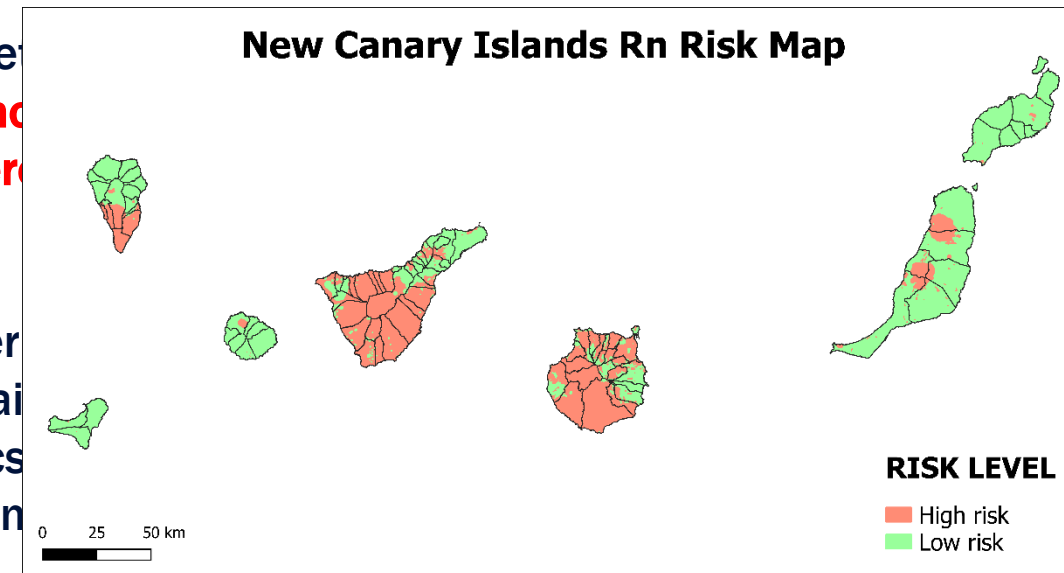 New Canary Islands Rn Risk Map
RISK LEVEL
High risk
Low risk
0 25 50 km